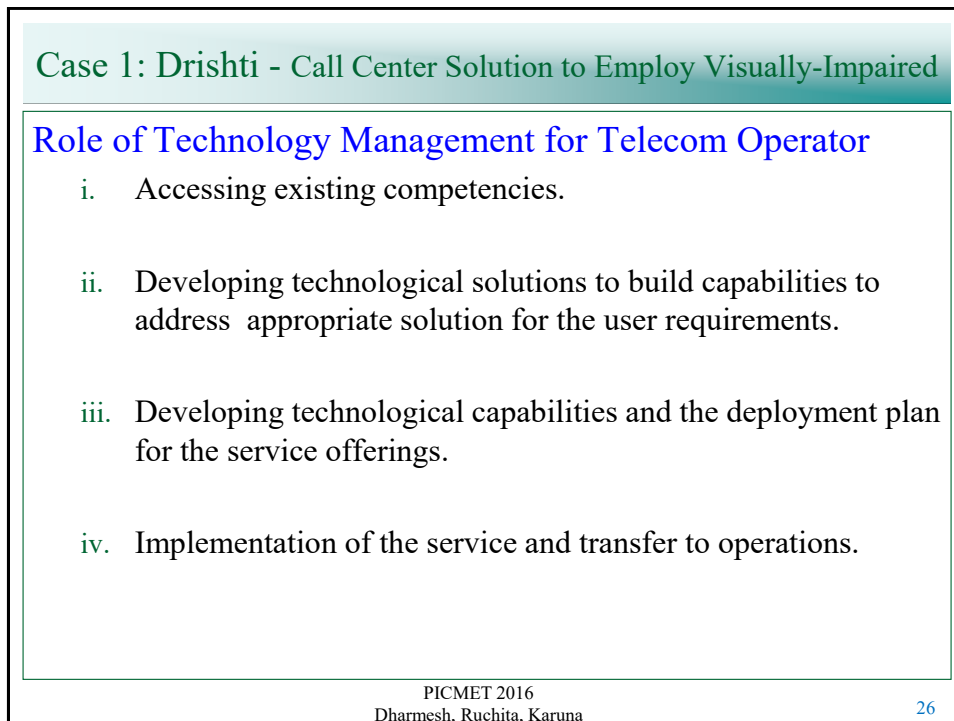 Case 1: Drishti - Call Center Solution to Employ Visually-Impaired
Role of Technology Management for Telecom Operator
i. Accessing existing competencies.
ii. Developing technological solutions to build capabilities to
address  appropriate solution for the user requirements.
iii. Developing technological capabilities and the deployment plan
for the service offerings.
iv. Implementation of the service and transfer to operations.
PICMET 2016
Dharmesh, Ruchita, Karuna
26